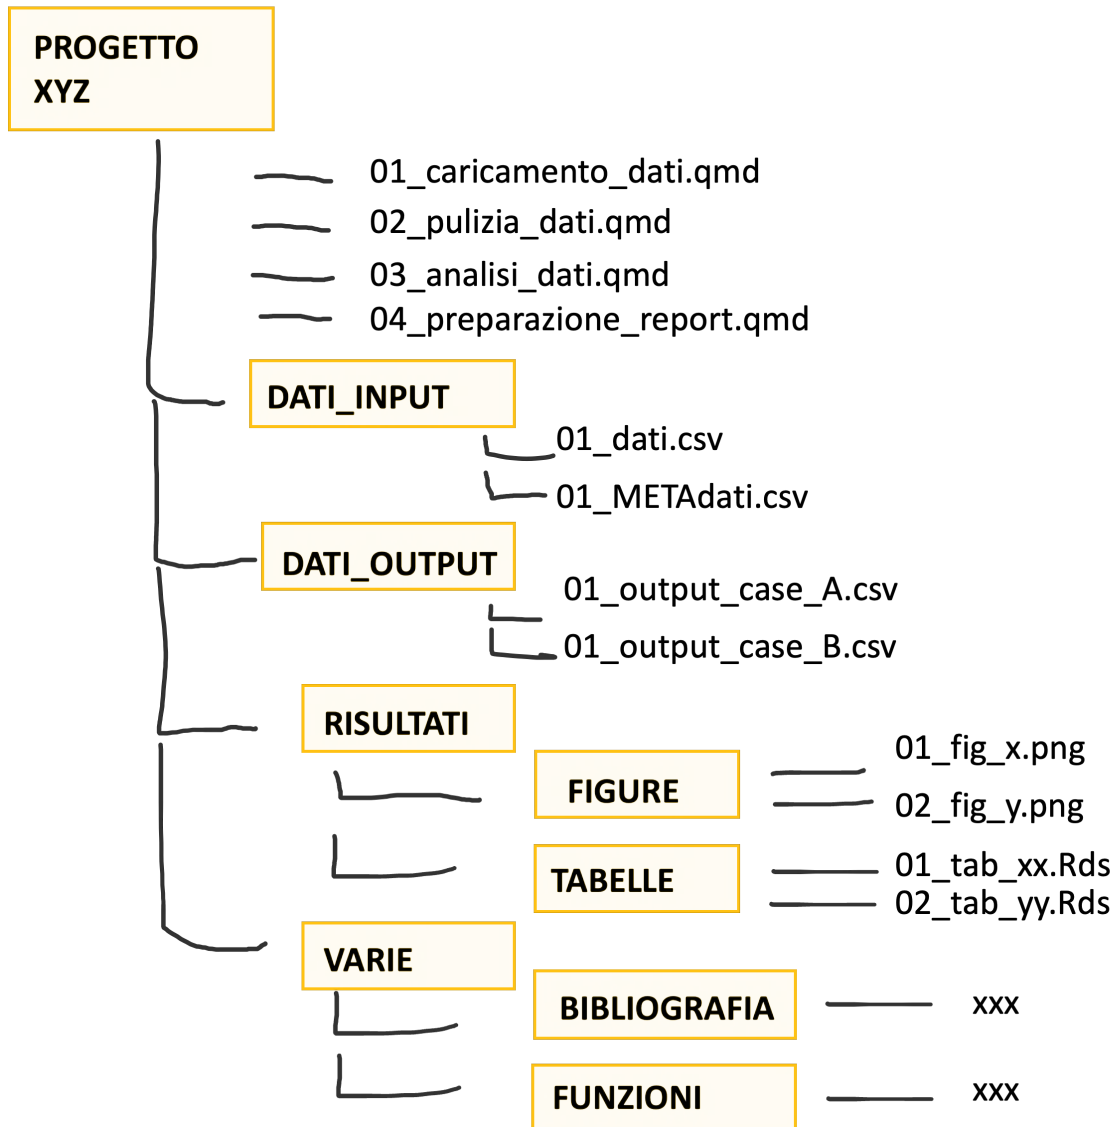 PROGETTO
XYZ
01_caricamento_dati.qmd
02_pulizia_dati.qmd
03_analisi_dati.qmd
04_preparazione_report.qmd
DATI_INPUT
01_dati.csv
01_METAdati.csv
DATI_OUTPUT
01_output_case_A.csv
01_output_case_B.csv
RISULTATI
FIGURE
01_fig_x.png
02_fig_y.png
TABELLE
01_tab_xx.Rds
02_tab_yy.Rds
VARIE
BIBLIOGRAFIA
xxx
FUNZIONI
xxx